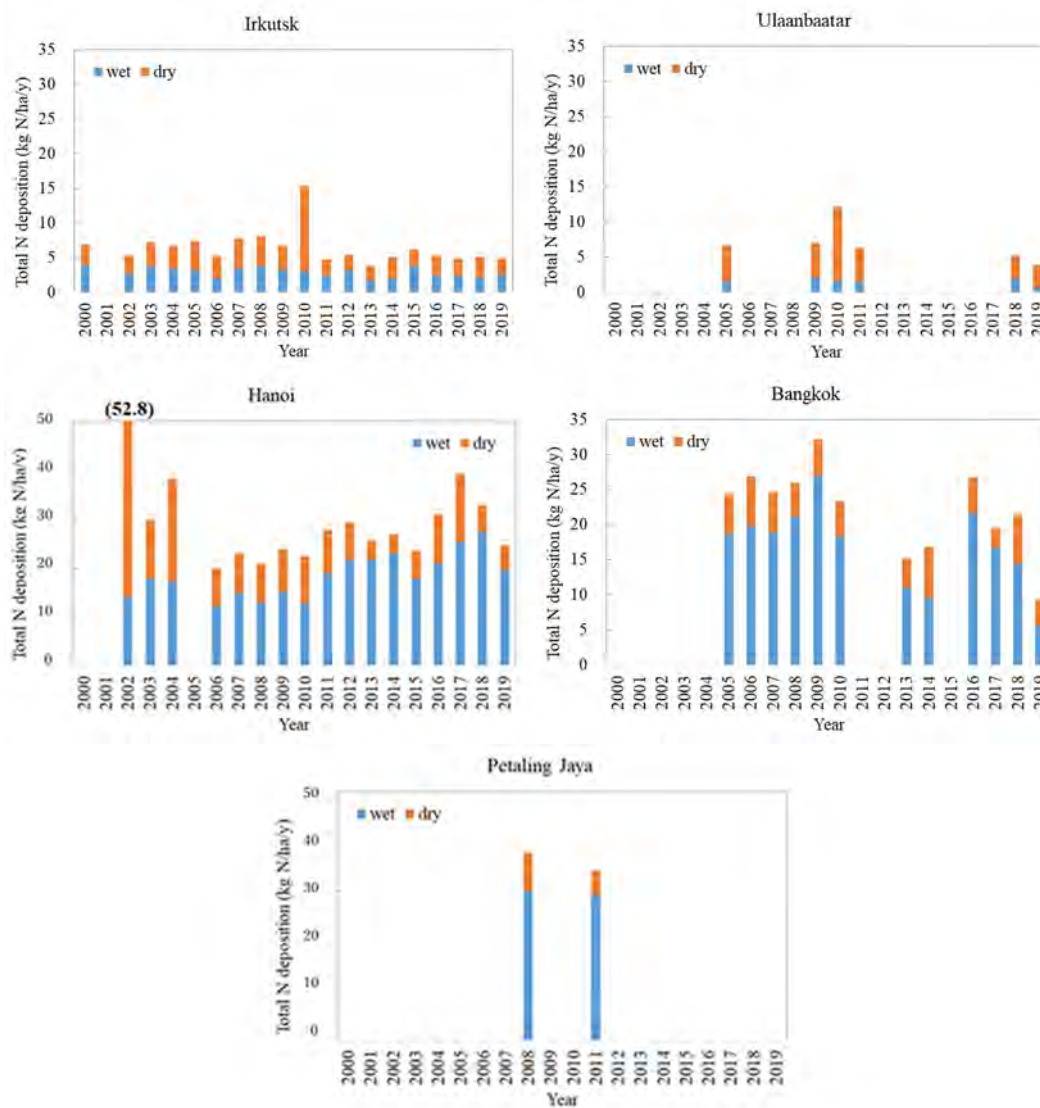 Irkutsk
Total N deposition (kg N/ha/y)
35
30
25
20
15
10
5
0
wet dry
2000 2001 2002 2003 2004 2005 2006 2007 2008 2009 2010 2011 2012 2013 2014 2015 2016 2017 2018 2019
Year
Ulaanbaatar
Total N deposition (kg N/ha/y)
35
30
25
20
15
10
5
0
wet dry
2000 2001 2002 2003 2004 2005 2006 2007 2008 2009 2010 2011 2012 2013 2014 2015 2016 2017 2018 2019
Year
Hanoi
(52.8)
Total N deposition (kg N/ha/v)
50
40
30
20
10
0
wet dry
2000 2001 2002 2003 2004 2005 2006 2007 2008 2009 2010 2011 2012 2013 2014 2015 2016 2017 2018 2019
Year
Bangkok
Total N deposition (kg N/ha/y)
35
30
25
20
15
10
5
0
wet dry
2000 2001 2002 2003 2004 2005 2006 2007 2008 2009 2010 2011 2012 2013 2014 2015 2016 2017 2018 2019
Year
Petaling Jaya
Total N deposition (kg N/ha/y)
50
40
30
20
10
0
wet dry
2000 2001 2002 2003 2004 2005 2006 2007 2008 2009 2010 2011 2012 2013 2014 2015 2016 2017 2018 2019
Year